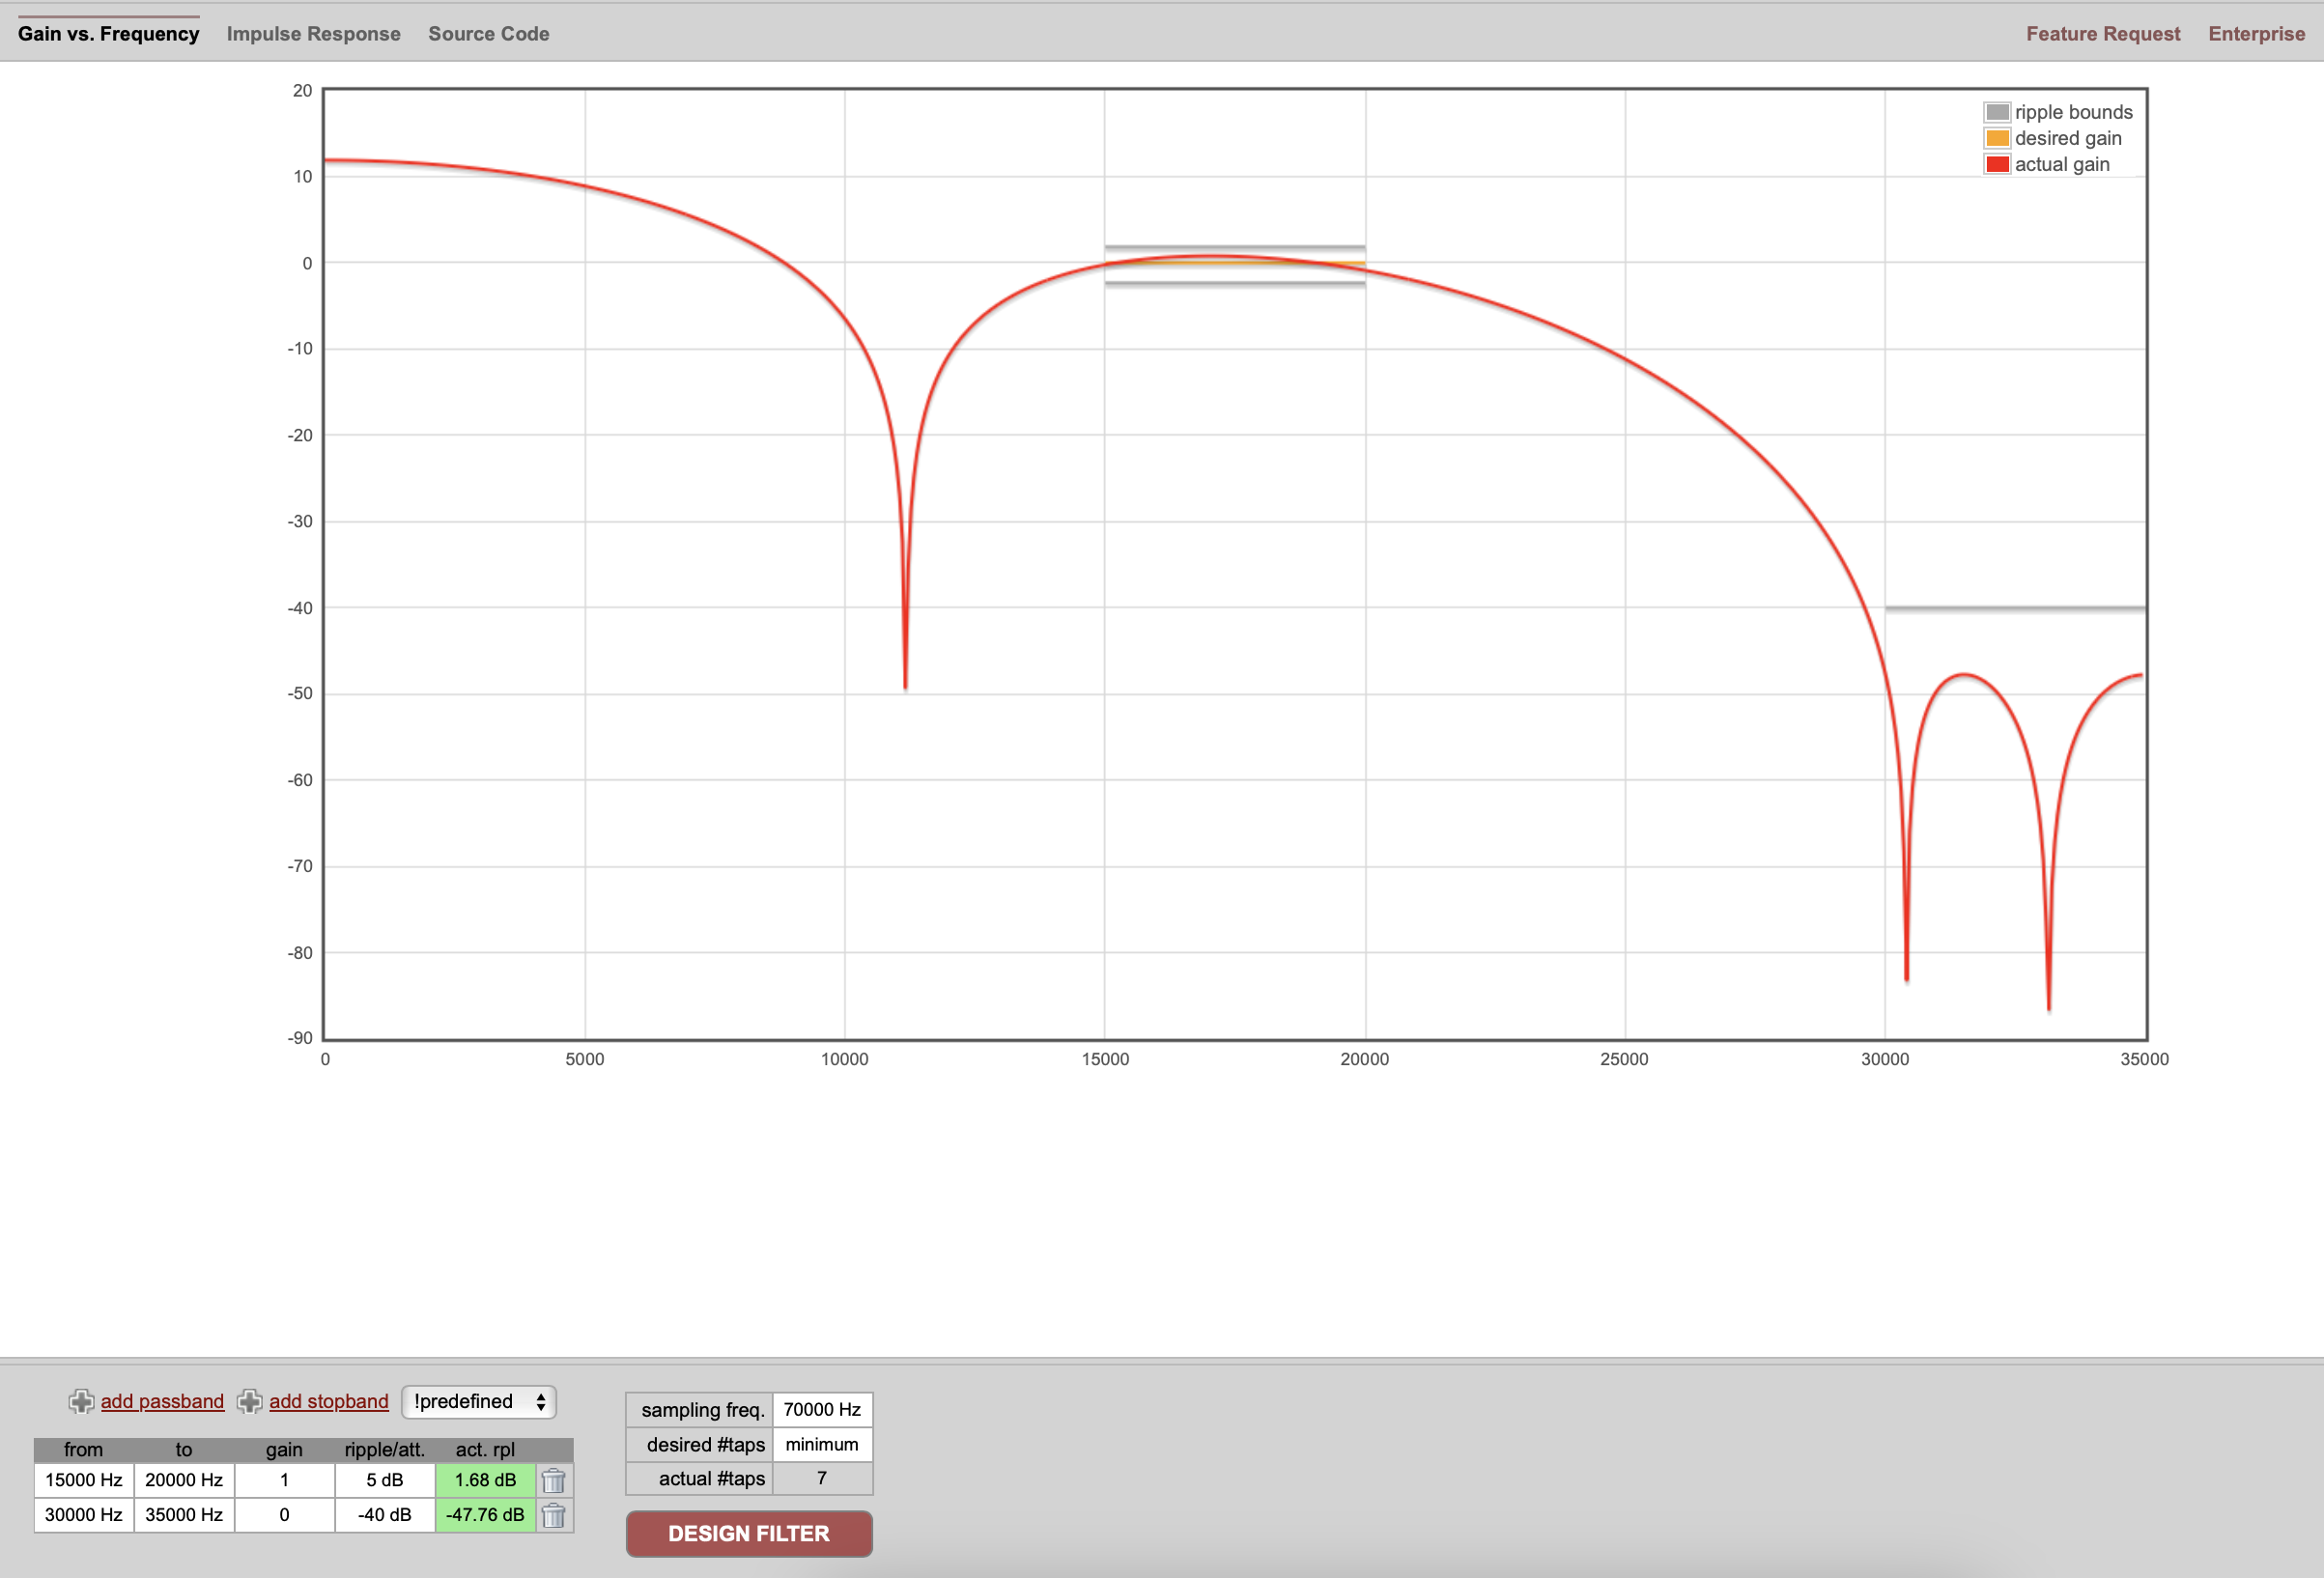 Gain vs. Frequency Impulse Response Source Code Feature Request Enterprise
20
10
0
-10
-20
-30
-40
-50
-60
-70
-80
-90
ripple bounds
desired gain
actual gain
0 5000 10000 15000 20000 25000 30000 35000
add passband add stopband !predefined
from to gain ripple/att. act. rpl
15000 Hz 20000 Hz 1 5 dB 1.68 dB
30000 Hz 35000 Hz 0 -40 dB -47.76 dB
sampling freq. 70000 Hz
desired #taps minimum
actual #taps 7
DESIGN FILTER